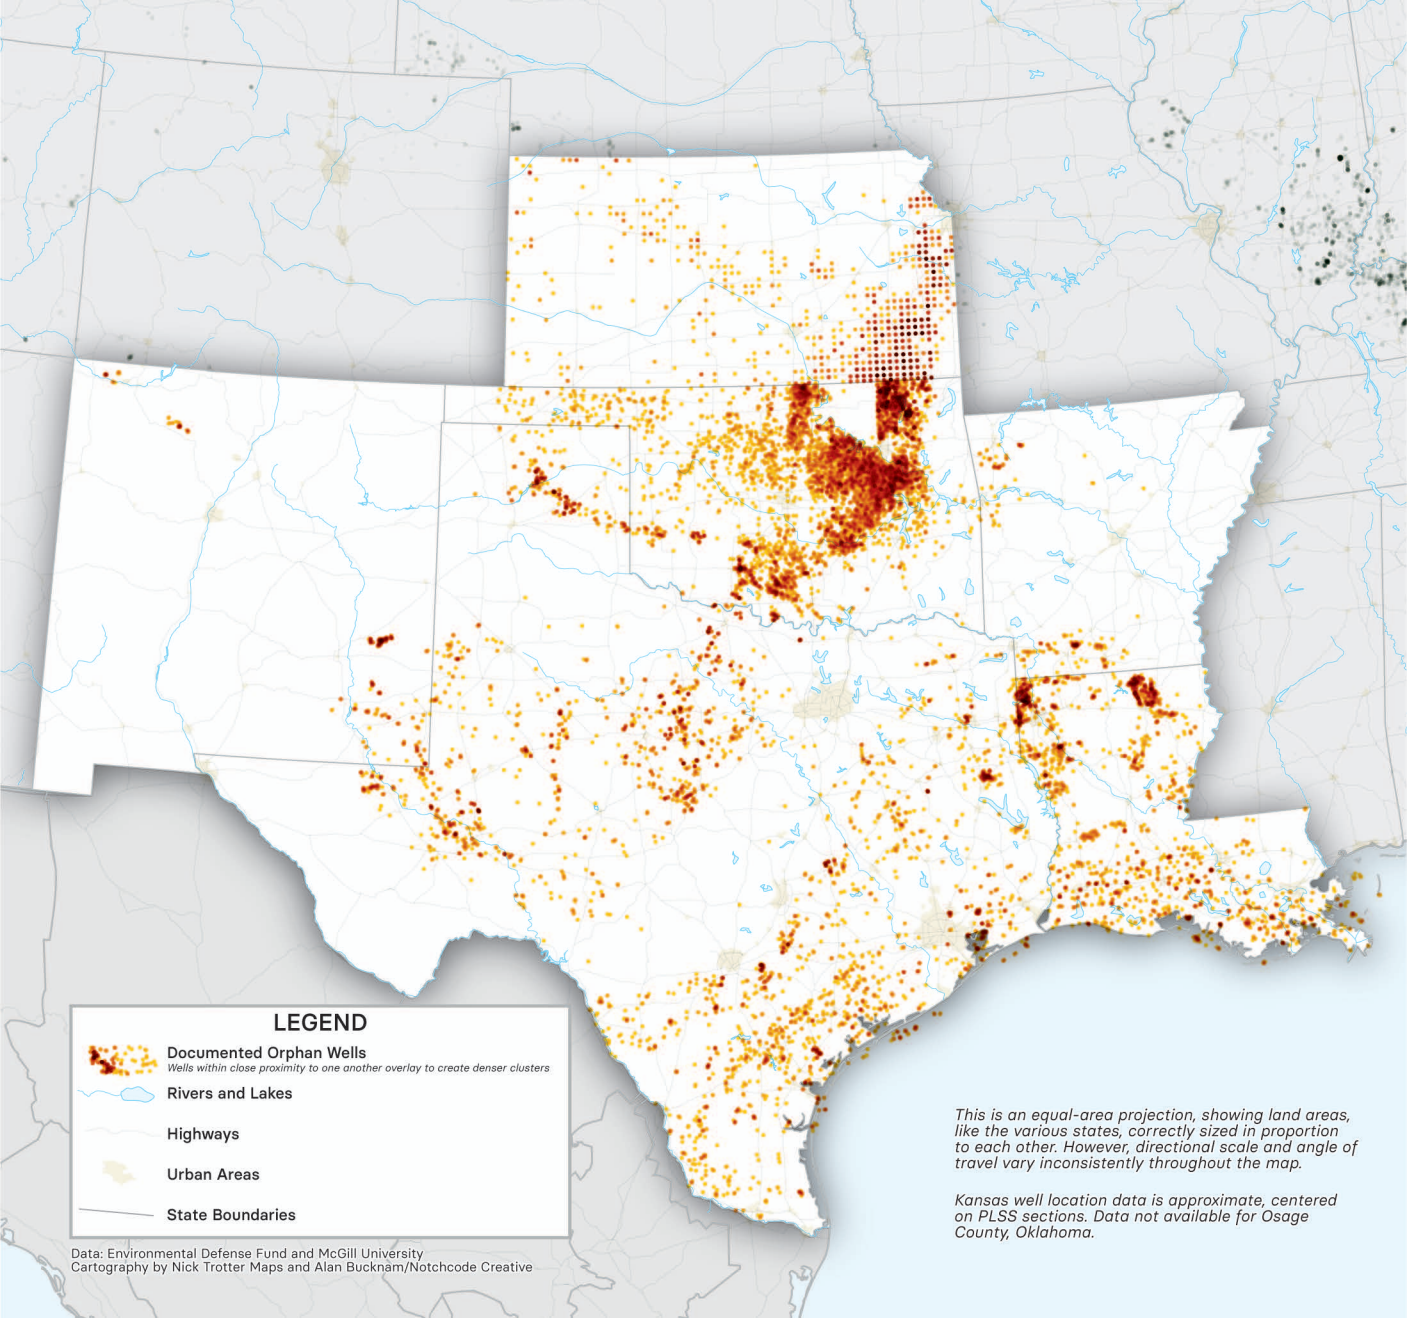 LEGEND
Documented Orphan Wells
Wells within close proximity to one another overlay to create denser clusters
Rivers and Lakes
Highways
Urban Areas
State Boundaries
Data: Environmental Defense Fund and McGill University
Cartography by Nick Trotter Maps and Alan Bucknam/Notchcode Creative
This is an equal-area projection, showing land areas,
like the various states, correctly sized in proportion
to each other. However, directional scale and angle of
travel vary inconsistently throughout the map.
Kansas well location data is approximate, centered
on PLSS sections. Data not available for Osage
County, Oklahoma.